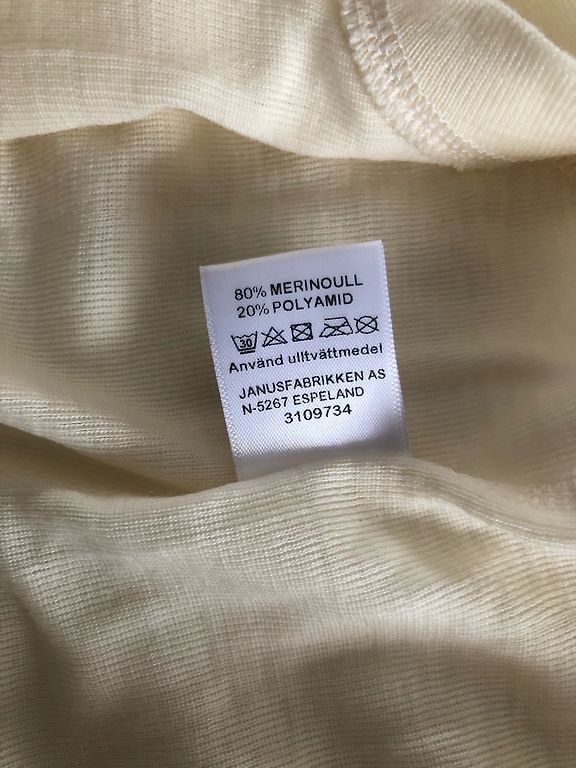 80% MERINOULL
20% POLYAMID
30
Använd ulltvättmedel
JANUSFABRIKKEN AS
N-5267 ESPELAND
3109734